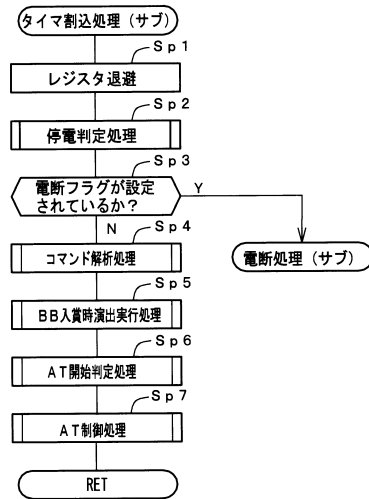 タイマ割込処理（サブ）
Sp1
レジスタ退避
Sp2
停電判定処理
Sp3
電断フラグが設定
されているか？
Y
N
Sp4
コマンド解析処理
電断処理（サブ）
Sp5
BB入賞時演出実行処理
Sp6
AT開始判定処理
Sp7
AT制御処理
RET